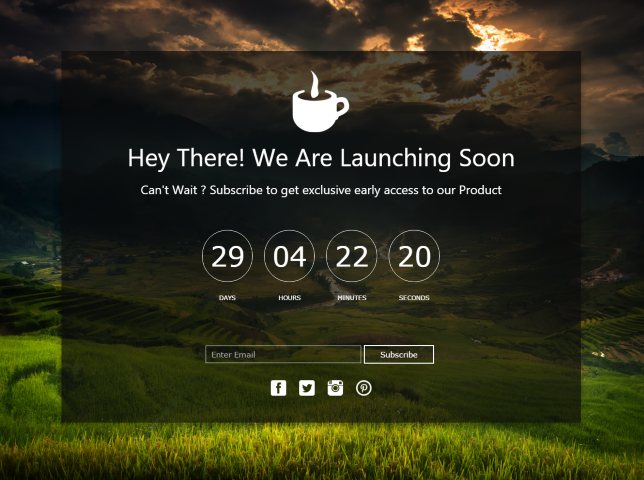 Hey There! We Are Launching Soon
Can't Wait ? Subscribe to get exclusive early access to our Product
29 04 22 20
DAYS HOURS MINUTES SECONDS
Enter Email Subscribe